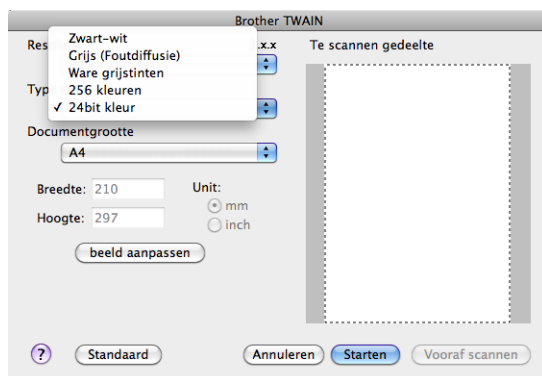 Brother TWAIN
Res
x.x
Te scannen gedeelte
Zwart-wit
Grijs (Foutdiffusie)
Ware grijstinten
256 kleuren
✓ 24bit kleur
Typ
Documentgrootte
A4
Breedte: 210
Unit:
mm
Hoogte: 297
inch
beeld aanpassen
? Standaard Annuleren Starten Vooraf scannen